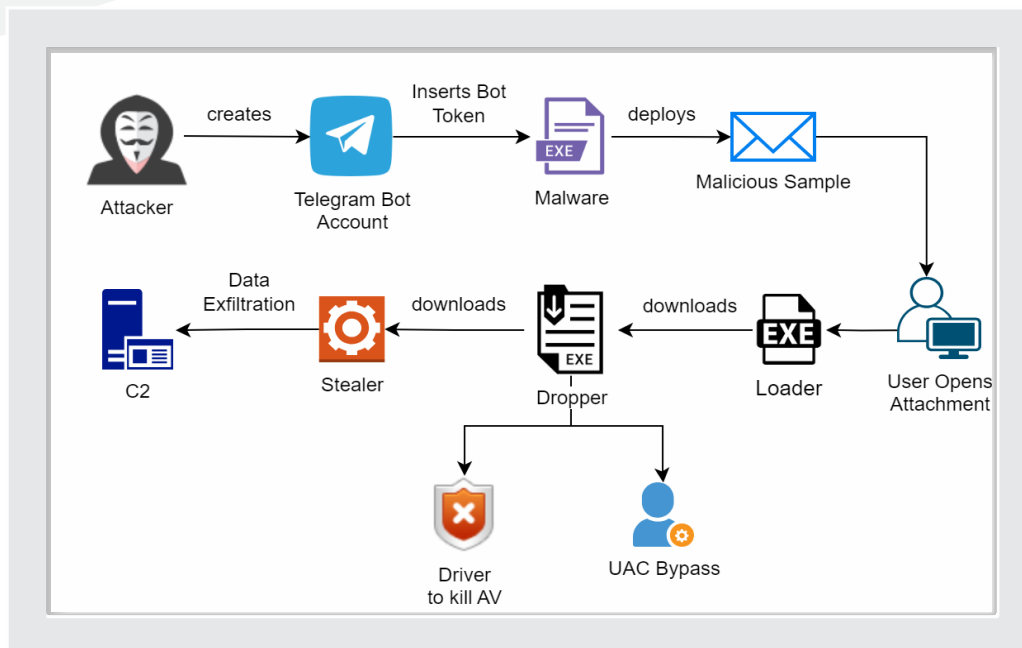 creates
Inserts Bot
Token
deploys
EXE
Attacker
Telegram Bot
Account
Malware
Malicious Sample
Data
Exfiltration
downloads
downloads
EXE
EXE
C2
Stealer
Dropper
Loader
User Opens
Attachment
Driver
to kill AV
UAC Bypass